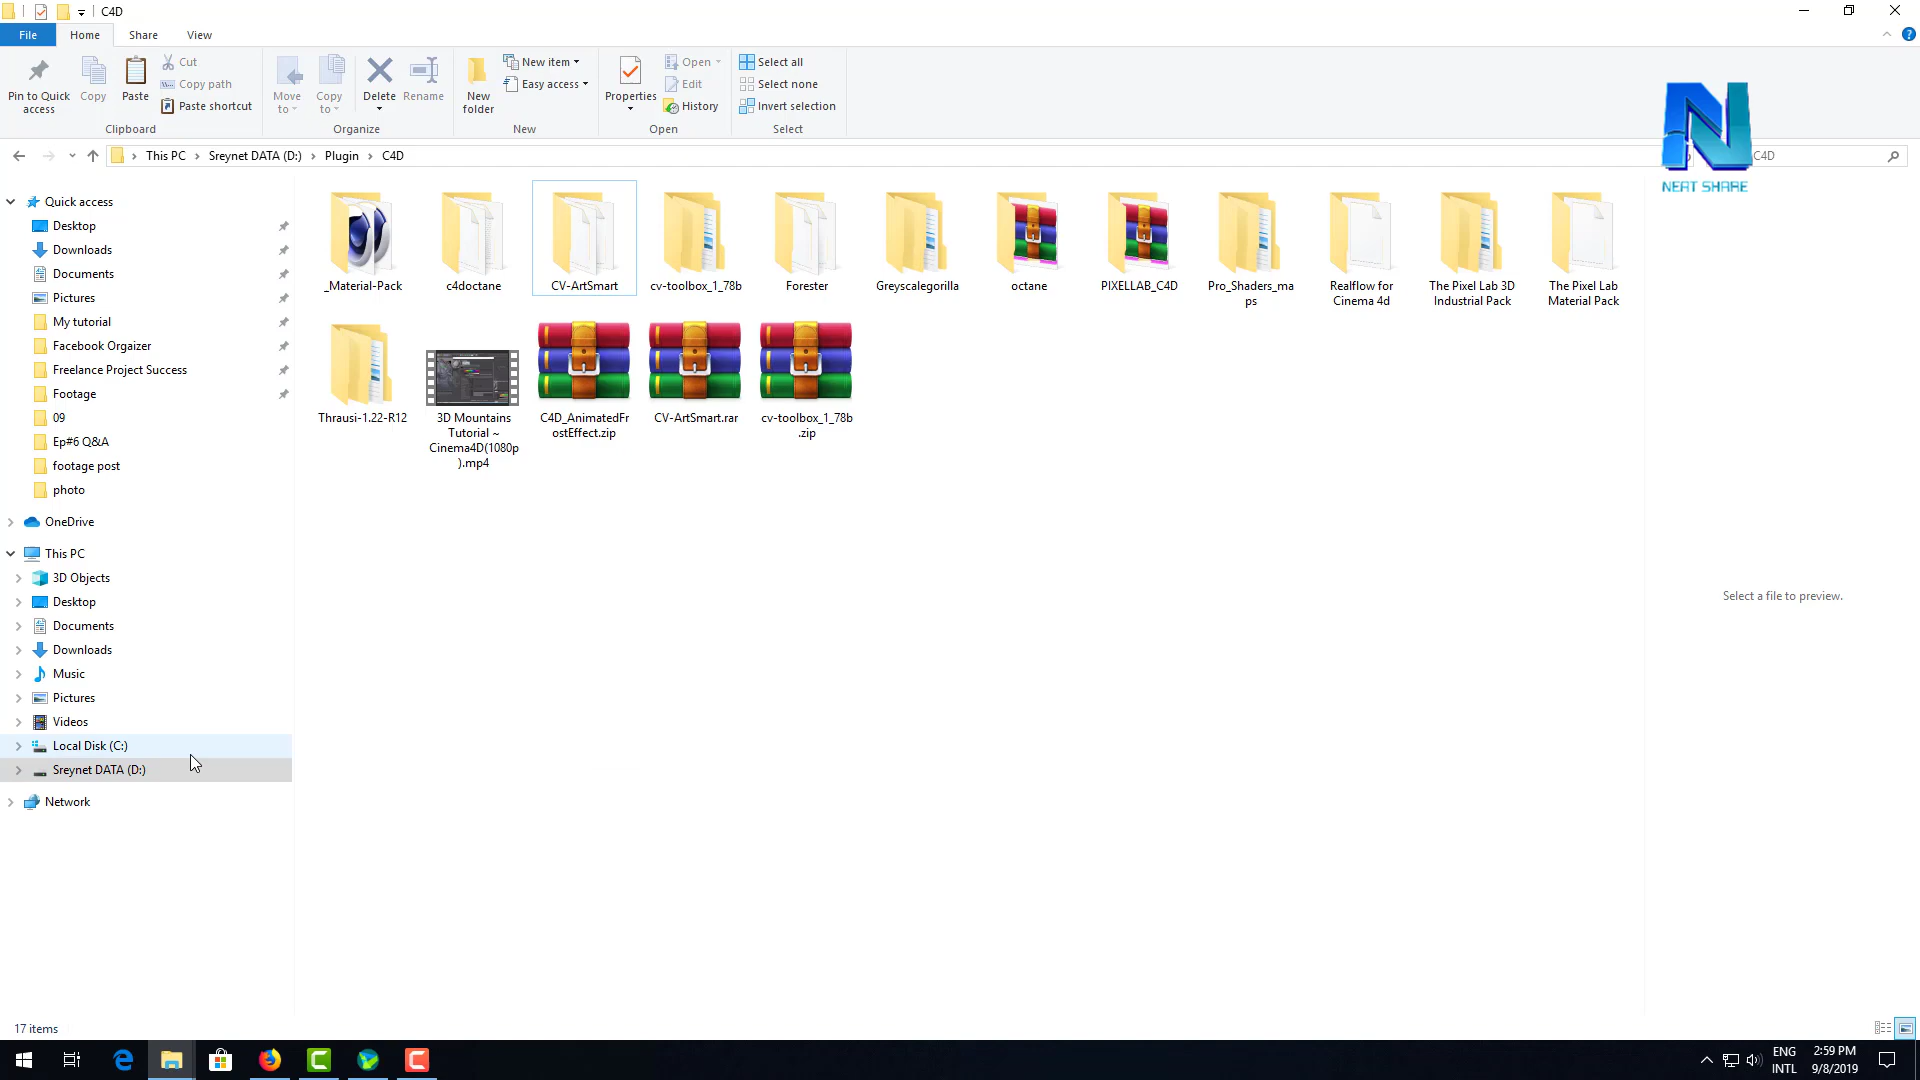 C4D
File
Home
Share
View
Pin to Quick
access
Copy
Paste
Cut
Copy path
Paste shortcut
Clipboard
Move
to
Copy
to
Delete
Rename
Organize
New
folder
New item
Easy access
New
Properties
Open
Edit
History
Open
Select all
Select none
Invert selection
Select
N
NEAT SHARE
This PC
Sreynet DATA (D:)
Plugin
C4D
C4D
Quick access
Desktop
Downloads
Documents
Pictures
My tutorial
Facebook Orgaizer
Freelance Project Success
Footage
09
Ep#6 Q&A
footage post
photo
OneDrive
This PC
3D Objects
Desktop
Documents
Downloads
Music
Pictures
Videos
Local Disk (C:)
Sreynet DATA (D:)
Network
_Material-Pack
c4doctane
CV-ArtSmart
cv-toolbox_1_78b
Forester
Greyscalegorilla
octane
PIXELLAB_C4D
Pro_Shaders_ma
ps
Realflow for
Cinema 4d
The Pixel Lab 3D
Industrial Pack
The Pixel Lab
Material Pack
Thrausi-1.22-R12
3D Mountains
Tutorial ~
Cinema4D(1080p
).mp4
C4D_AnimatedFr
ostEffect.zip
CV-ArtSmart.rar
cv-toolbox_1_78b
.zip
Select a file to preview.
17 items
ENG
INTL
2:59 PM
9/8/2019